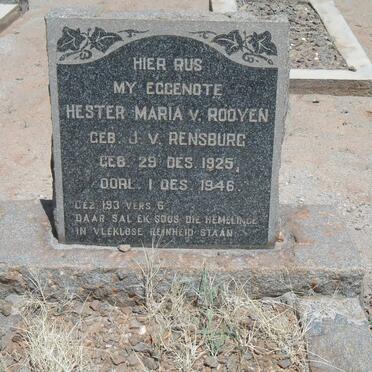 HIER RUS
MY EGGENOTE
HESTER MARIA V. ROOYEN
GEB. J. V. RENSBURG
GEB. 29 DES. 1925,
OORL. 1 DES. 1946.
GEZ. 193 VERS. 6.
DAAR SAL EK SOOS DIE HEMELINGE
IN VLEKLOSE REINHEID STAAN.